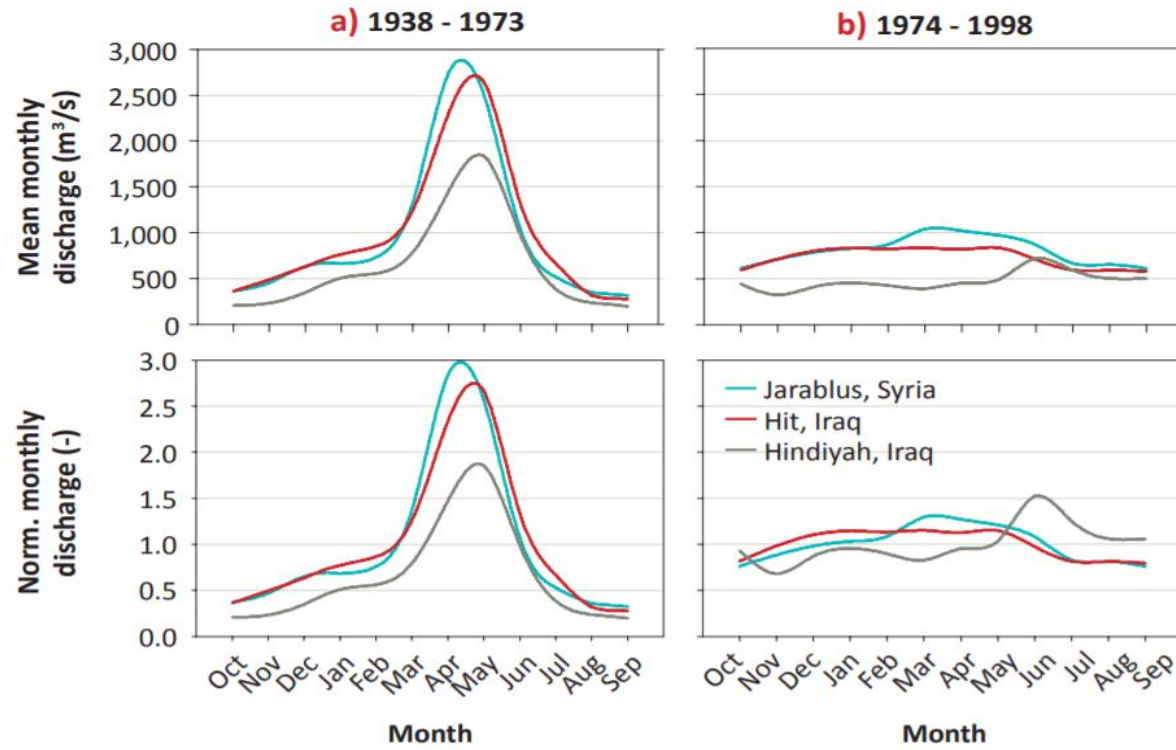 a) 1938 - 1973
b) 1974 - 1998
Mean monthly
discharge (m³/s)
3,000
2,500
2,000
1,500
1,000
500
0
Norm. monthly
discharge (-)
3.0
2.5
2.0
1.5
1.0
0.5
0.0
Jarablus, Syria
Hit, Iraq
Hindiyah, Iraq
Oct Nov Dec Jan Feb Mar Apr May Jun Jul Aug Sep
Oct Nov Dec Jan Feb Mar Apr May Jun Jul Aug Sep
Month
Month